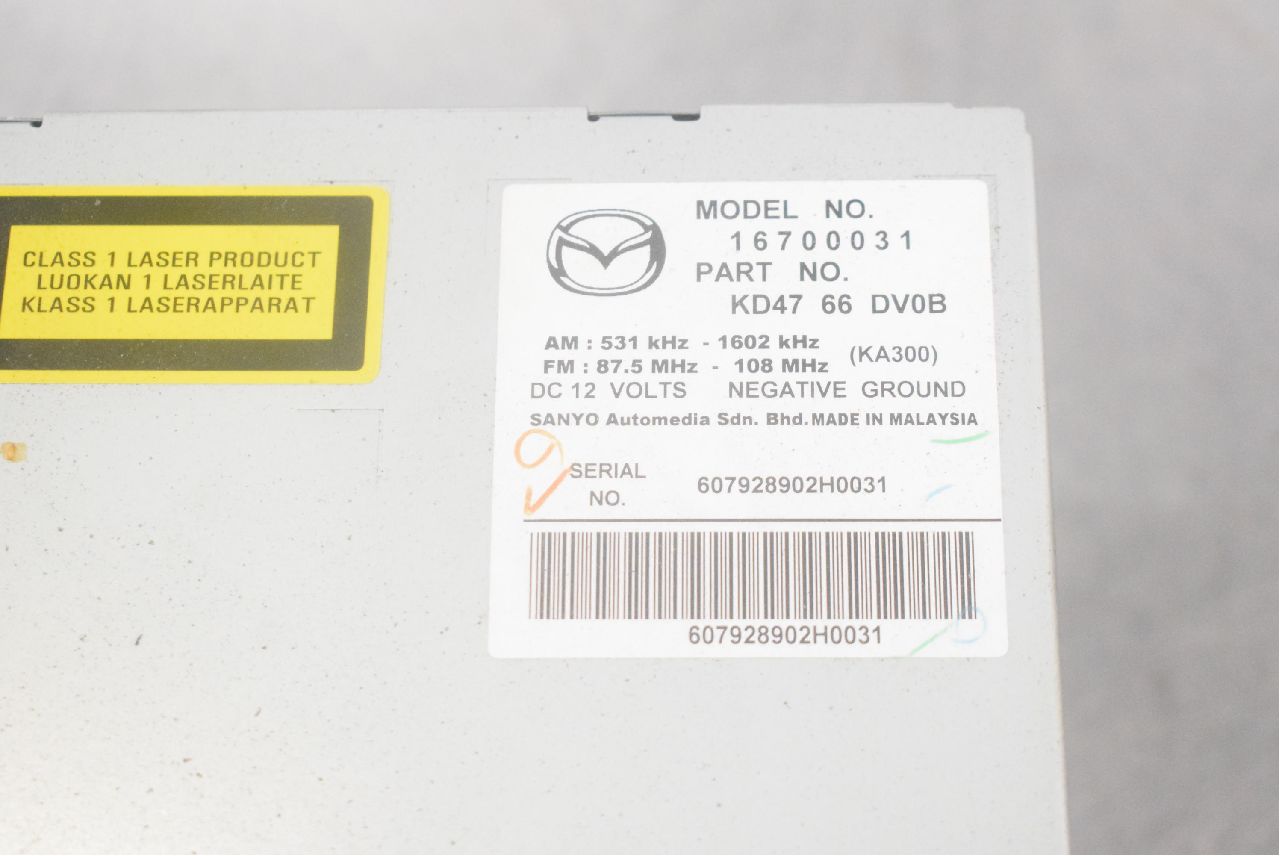 CLASS 1 LASER PRODUCT
LUOKAN 1 LASERLAITE
KLASS 1 LASERAPPARAT
MODEL NO.
16700031
PART NO.
KD47 66 DV0B
AM : 531 kHz - 1602 kHz
FM : 87.5 MHz - 108 MHz
(KA300)
DC 12 VOLTS NEGATIVE GROUND
SANYO Automedia Sdn. Bhd. MADE IN MALAYSIA
SERIAL
NO.
607928902H0031
607928902H0031